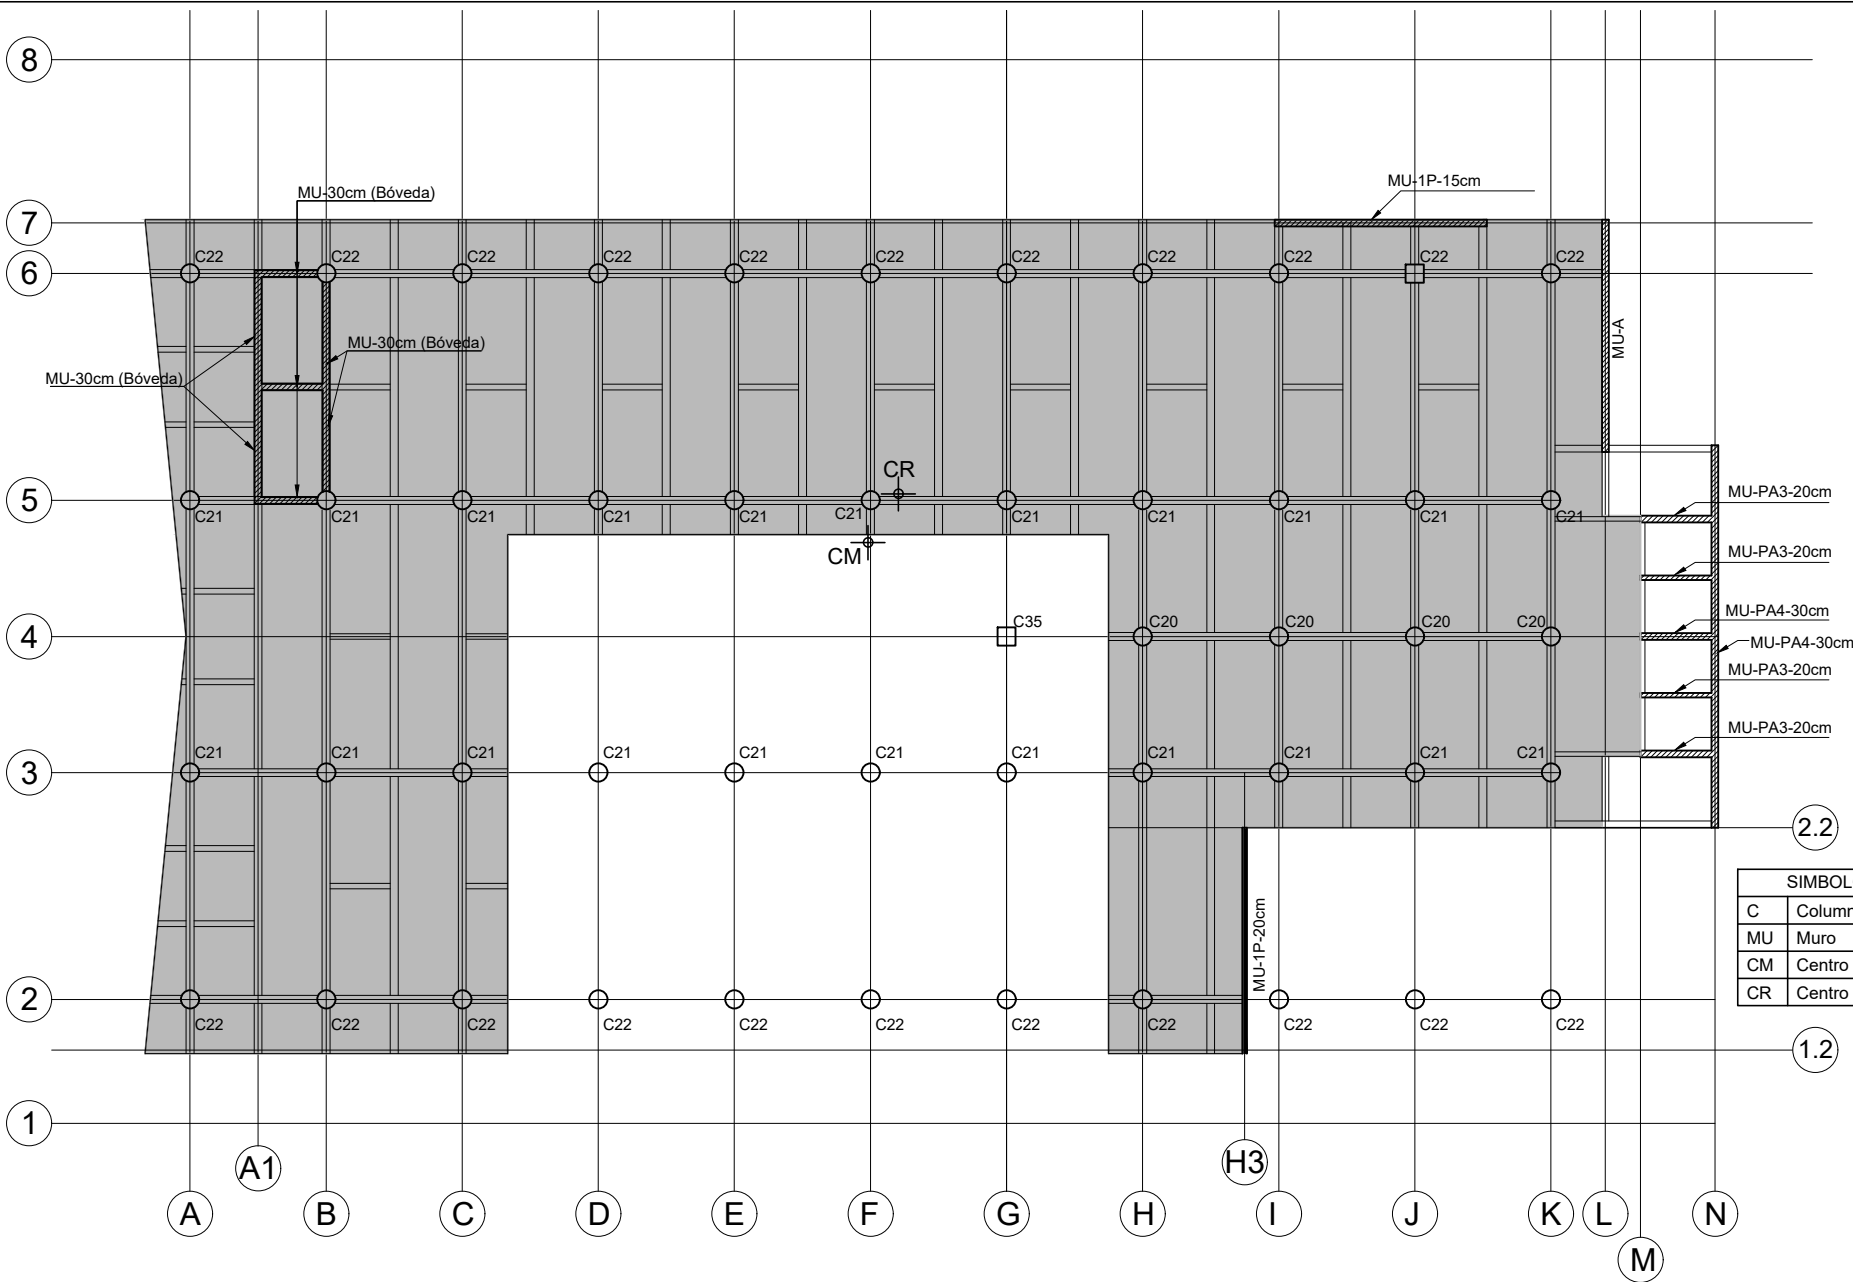 8
MU-30cm (Bóveda)
MU-1P-15cm
7
C22 C22 C22 C22 C22 C22 C22 C22 C22 C22 C22
6
MU-A
MU-30cm (Bóveda)
MU-30cm (Bóveda)
CR
5
MU-PA3-20cm
C21 C21 C21 C21 C21 C21 C21 C21 C21 C21 C21
CM
MU-PA3-20cm
MU-PA4-30cm
C35 C20 C20 C20 C20
4
MU-PA4-30cm
MU-PA3-20cm
MU-PA3-20cm
C21 C21 C21 C21 C21 C21 C21 C21 C21 C21 C21
3
2.2
SIMBOL
C Column
MU Muro
CM Centro
CR Centro
MU-1P-20cm
2
C22 C22 C22 C22 C22 C22 C22 C22 C22 C22 C22
1.2
1
A1 H3
A B C D E F G H I J K L N
M